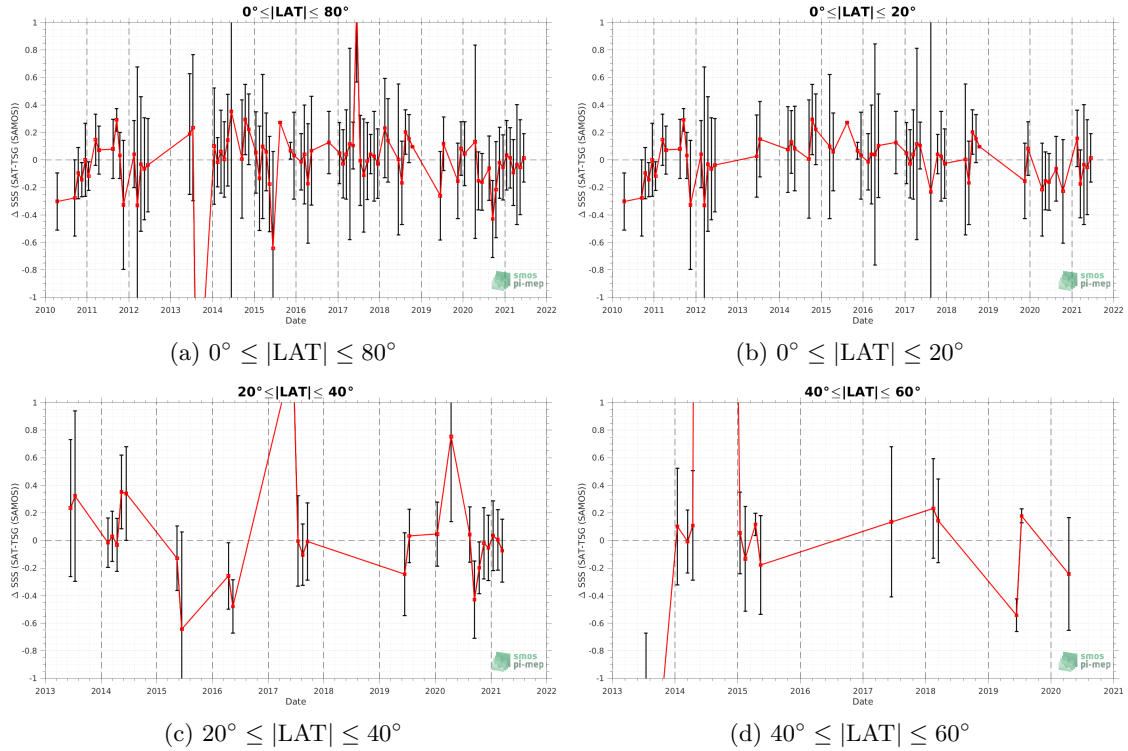 0°≤|LAT|≤ 80°
Δ SSS (SAT-TSG (SAMOS))
1
0.8
0.6
0.4
0.2
0
-0.2
-0.4
-0.6
-0.8
-1
2010 2011 2012 2013 2014 2015 2016 2017 2018 2019 2020 2021 2022
Date
smos
pi-mep
(a) 0° ≤ |LAT| ≤ 80°
0°≤|LAT|≤ 20°
Δ SSS (SAT-TSG (SAMOS))
1
0.8
0.6
0.4
0.2
0
-0.2
-0.4
-0.6
-0.8
-1
2010 2011 2012 2013 2014 2015 2016 2017 2018 2019 2020 2021 2022
Date
smos
pi-mep
(b) 0° ≤ |LAT| ≤ 20°
20°≤|LAT|≤ 40°
Δ SSS (SAT-TSG (SAMOS))
1
0.8
0.6
0.4
0.2
0
-0.2
-0.4
-0.6
-0.8
-1
2013 2014 2015 2016 2017 2018 2019 2020 2021 2022
Date
smos
pi-mep
(c) 20° ≤ |LAT| ≤ 40°
40°≤|LAT|≤ 60°
Δ SSS (SAT-TSG (SAMOS))
1
0.8
0.6
0.4
0.2
0
-0.2
-0.4
-0.6
-0.8
-1
2013 2014 2015 2016 2017 2018 2019 2020 2021
Date
smos
pi-mep
(d) 40° ≤ |LAT| ≤ 60°